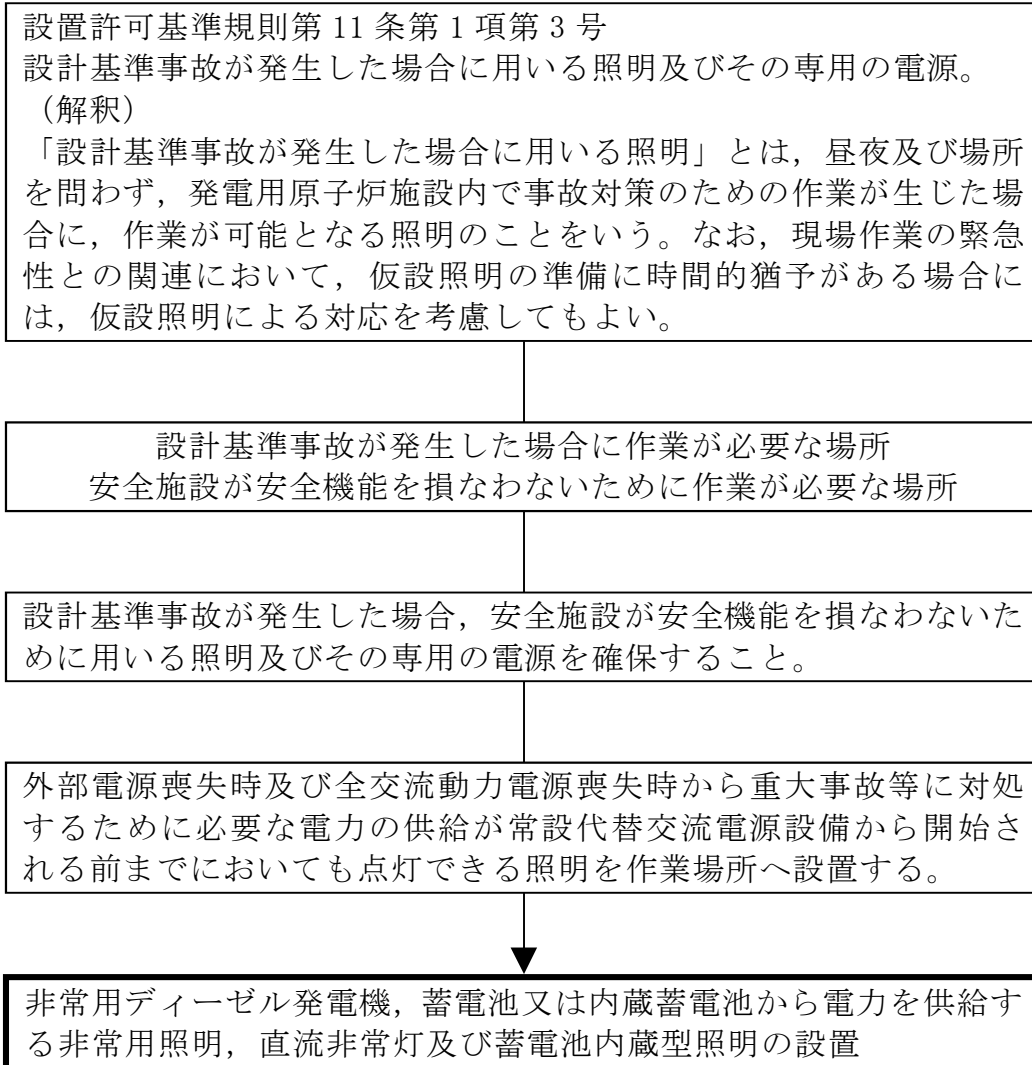 設置許可基準規則第 11 条第 1 項第 3 号
設計基準事故が発生した場合に用いる照明及びその専用の電源。
（解釈）
「設計基準事故が発生した場合に用いる照明」とは，昼夜及び場所
を問わず，発電用原子炉施設内で事故対策のための作業が生じた場
合に，作業が可能となる照明のことをいう。なお，現場作業の緊急
性との関連において，仮設照明の準備に時間的猶予がある場合に
は，仮設照明による対応を考慮してもよい。
設計基準事故が発生した場合に作業が必要な場所
安全施設が安全機能を損なわないために作業が必要な場所
設計基準事故が発生した場合，安全施設が安全機能を損なわないた
めに用いる照明及びその専用の電源を確保すること。
外部電源喪失時及び全交流動力電源喪失時から重大事故等に対処
するために必要な電力の供給が常設代替交流電源設備から開始さ
れる前までにおいても点灯できる照明を作業場所へ設置する。
非常用ディーゼル発電機，蓄電池又は内蔵蓄電池から電力を供給す
る非常用照明，直流非常灯及び蓄電池内蔵型照明の設置